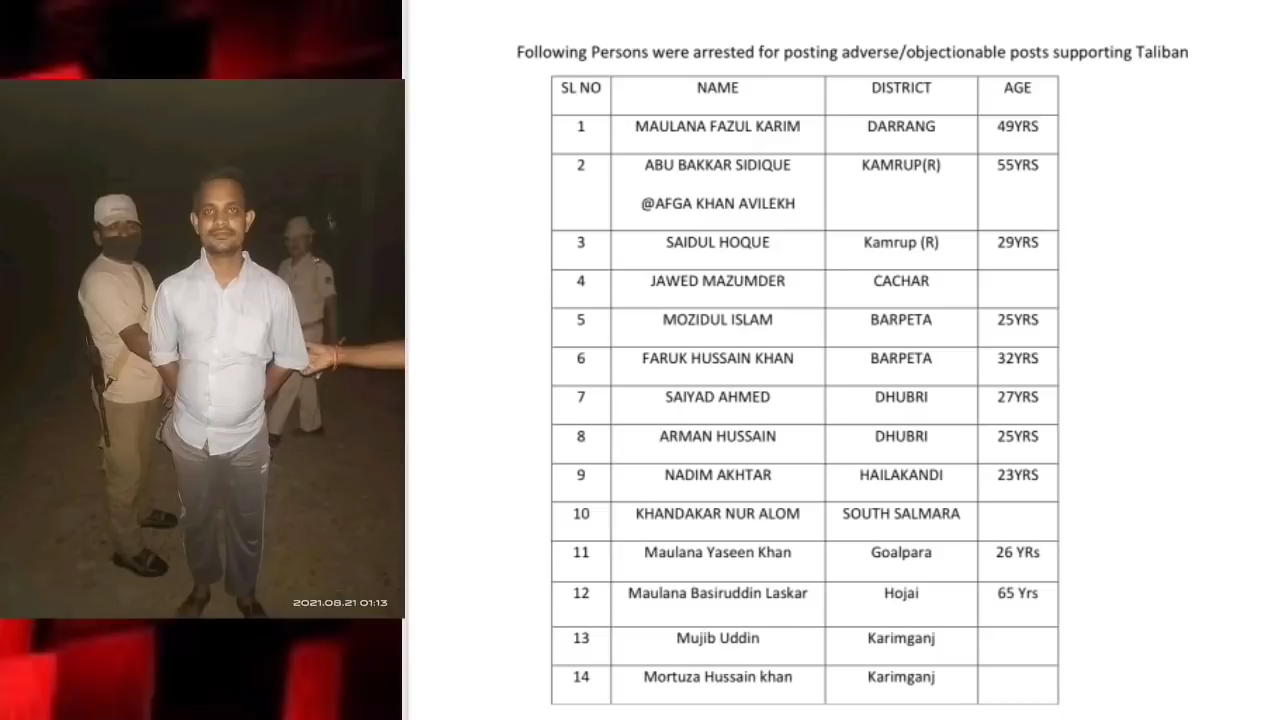 Following Persons were arrested for posting adverse/objectionable posts supporting Taliban
SL NO NAME DISTRICT AGE
1 MAULANA FAZUL KARIM DARRANG 49YRS
2 ABU BAKKAR SIDIQUE KAMRUP(R) 55YRS
@AFGA KHAN AVILEKH
3 SAIDUL HOQUE Kamrup (R) 29YRS
4 JAWED MAZUMDER CACHAR
5 MOZIDUL ISLAM BARPETA 25YRS
6 FARUK HUSSAIN KHAN BARPETA 32YRS
7 SAIYAD AHMED DHUBRI 27YRS
8 ARMAN HUSSAIN DHUBRI 25YRS
9 NADIM AKHTAR HAILAKANDI 23YRS
10 KHANDAKAR NUR ALOM SOUTH SALMARA
11 Maulana Yaseen Khan Goalpara 26 YRs
12 Maulana Basiruddin Laskar Hojai 65 Yrs
13 Mujib Uddin Karimganj
14 Mortuza Hussain khan Karimganj
2021.08.21 01:13